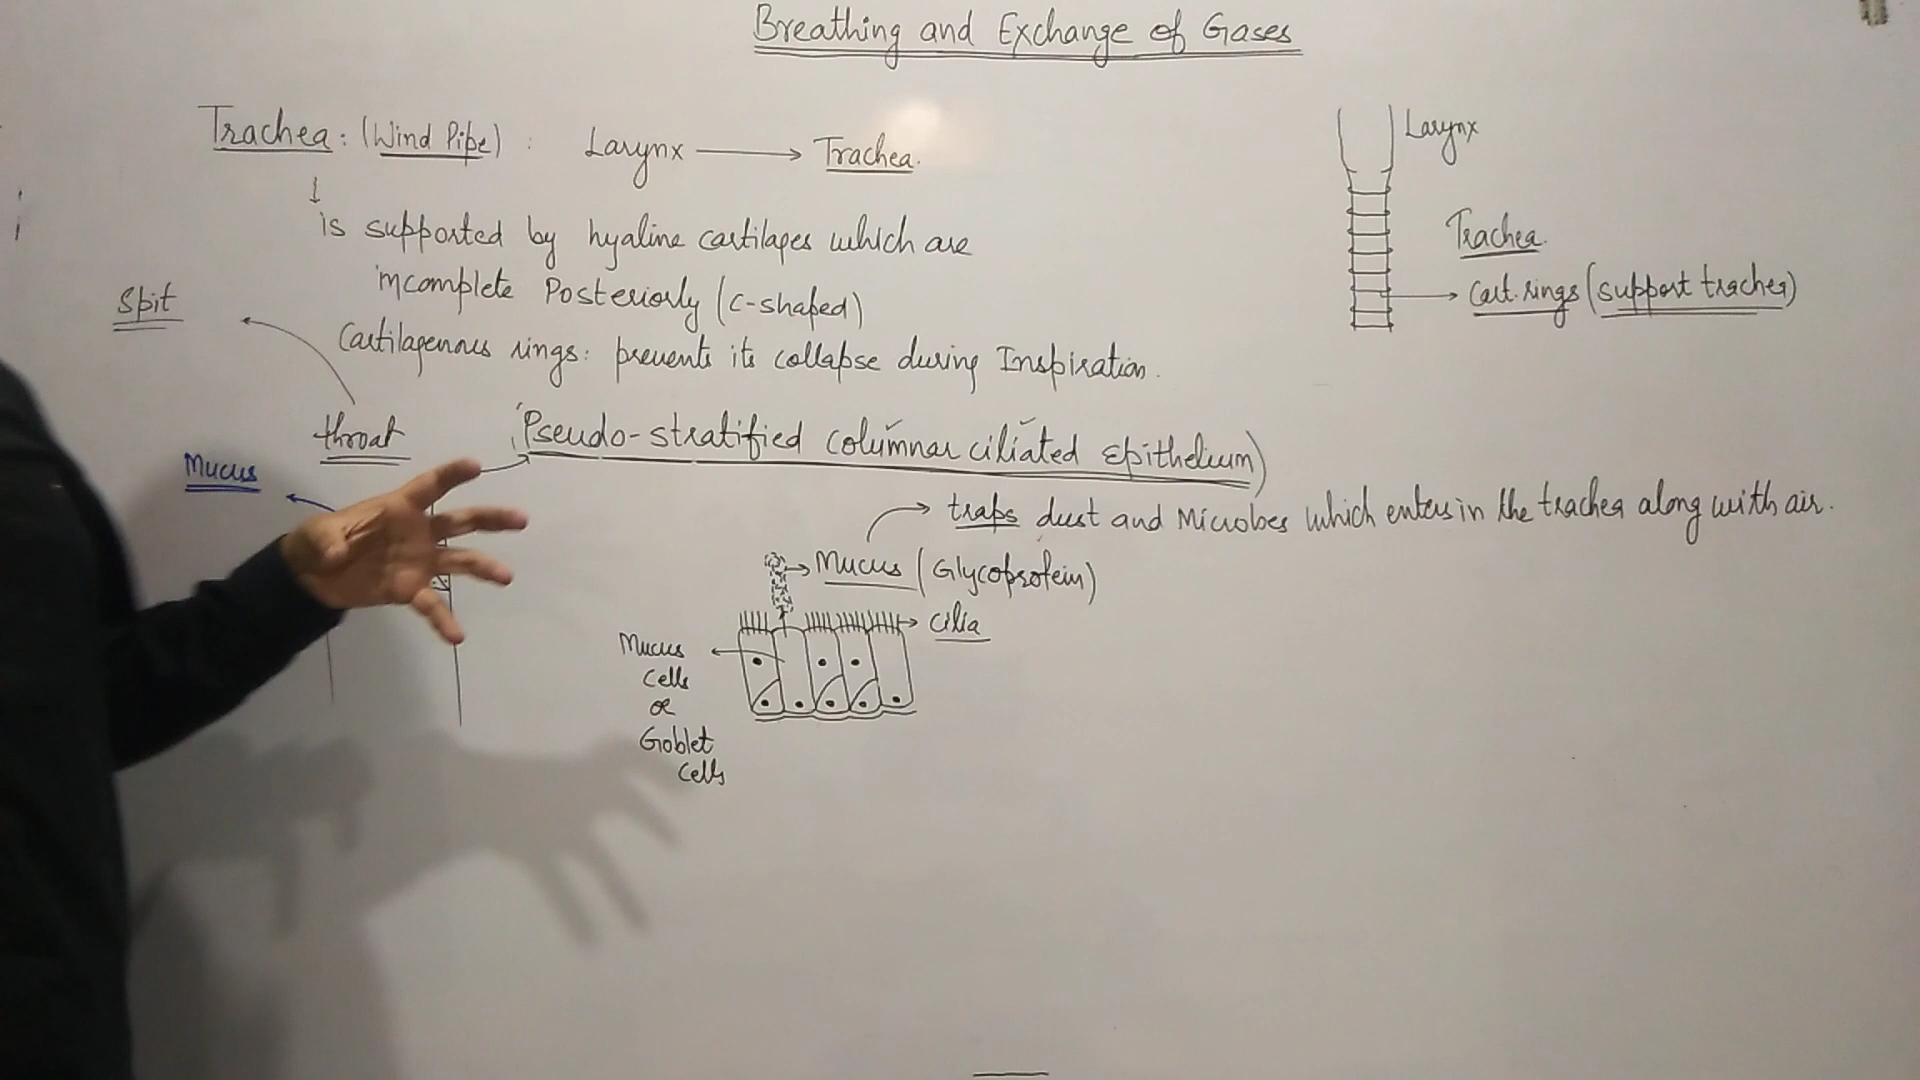 Breathing and Exchange of Gases
Trachea: (Wind Pipe) : Larynx → Trachea.
is supported by hyaline cartilages which are
incomplete Posteriorly (C-shaped)
Cartilagenous rings: prevents its collapse during Inspiration.
Larynx
Trachea.
Cart. rings (support trachea)
Spit
throat
Mucus
(Pseudo-stratified columnar ciliated Epithelium)
traps dust and Microbes which enters in the trachea along with air.
Mucus (Glycoprotein)
Cilia
Mucus
Cells
or
Goblet
Cells